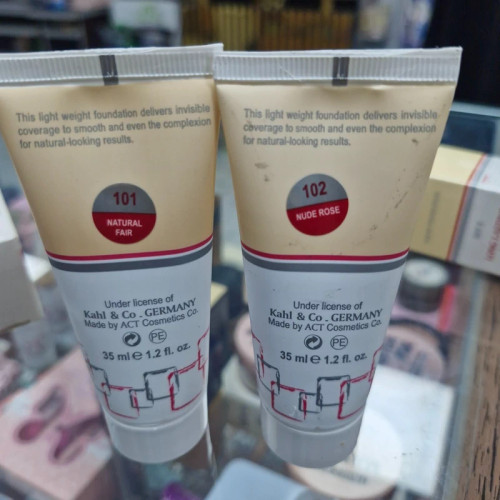 This light weight foundation delivers invisible
coverage to smooth and even the complexion
for natural-looking results.
101
NATURAL
FAIR
Under license of
Kahl & Co . GERMANY
Made by ACT Cosmetics Co.
PE
35 ml e 1.2 fl. oz.
This light weight foundation delivers invisible
coverage to smooth and even the complexion
for natural-looking results.
102
NUDE ROSE
Under license of
Kahl & Co . GERMANY
Made by ACT Cosmetics Co.
PE
35 ml e 1.2 fl. oz.